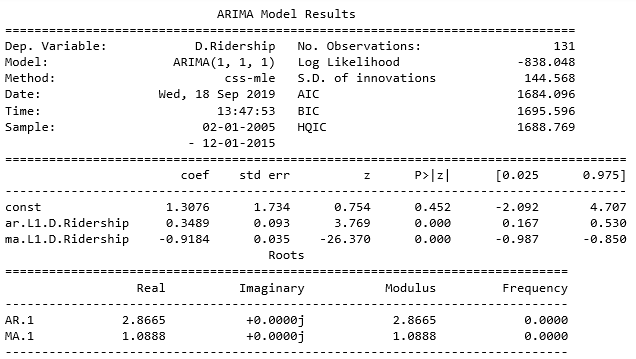 ARIMA Model Results
==============================================================================
Dep. Variable: D.Ridership No. Observations: 131
Model: ARIMA(1, 1, 1) Log Likelihood -838.048
Method: css-mle S.D. of innovations 144.568
Date: Wed, 18 Sep 2019 AIC 1684.096
Time: 13:47:53 BIC 1695.596
Sample: 02-01-2005 HQIC 1688.769
- 12-01-2015
=====================================================================================
coef std err z P>|z| [0.025 0.975]
-------------------------------------------------------------------------------------
const 1.3076 1.734 0.754 0.452 -2.092 4.707
ar.L1.D.Ridership 0.3489 0.093 3.769 0.000 0.167 0.530
ma.L1.D.Ridership -0.9184 0.035 -26.370 0.000 -0.987 -0.850
Roots
=============================================================================
Real Imaginary Modulus Frequency
-----------------------------------------------------------------------------
AR.1 2.8665 +0.0000j 2.8665 0.0000
MA.1 1.0888 +0.0000j 1.0888 0.0000
-----------------------------------------------------------------------------